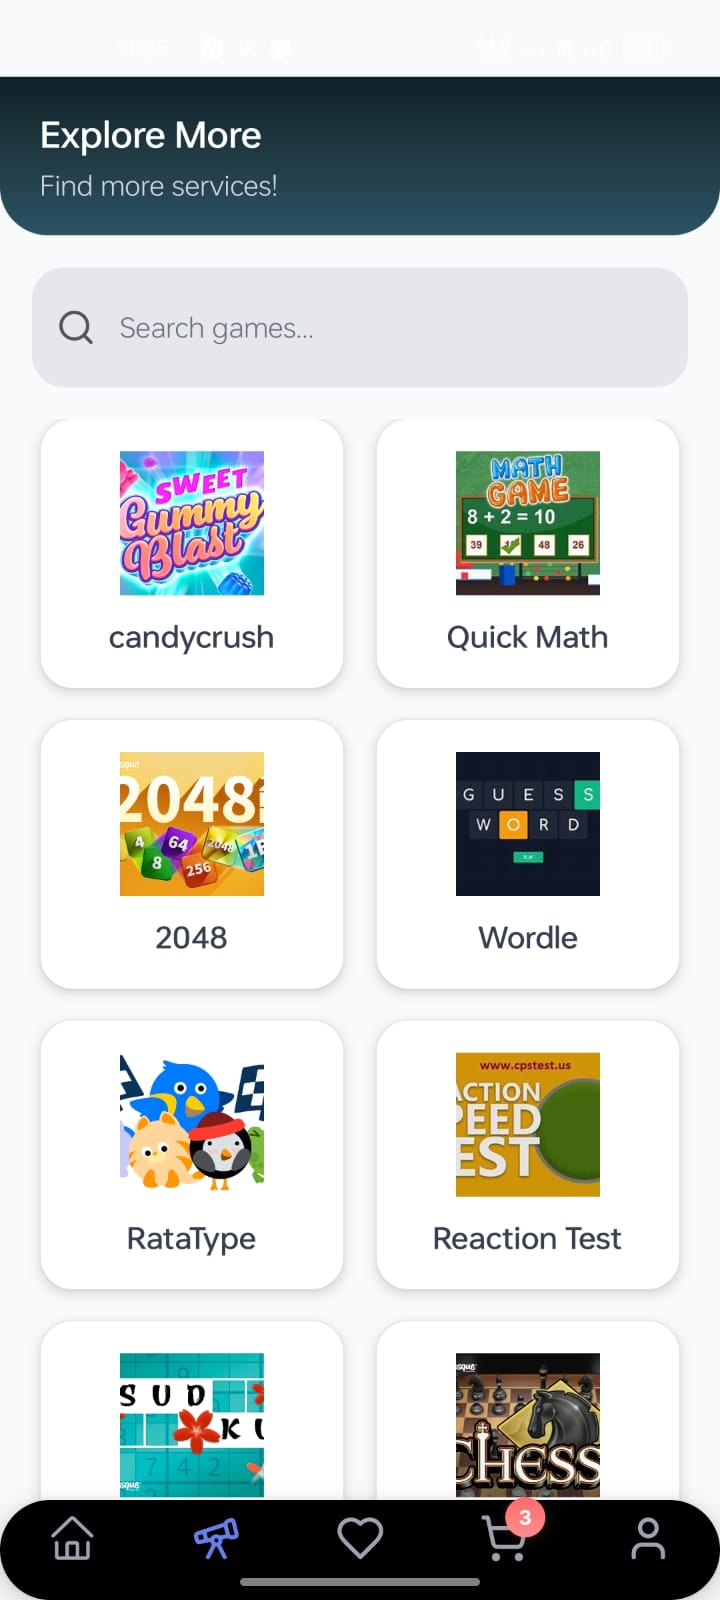 11:25
Explore More
Find more services!
Search games...
SWEET
Gummy
Blast
candycrush
MATH
GAME
8 + 2 = 10
39 48 26
Quick Math
2048
4 64 2048
8 256
2048
G U E S S
W O R D
Wordle
RataType
www.cpstest.us
ACTION
PEED
EST
Reaction Test
S U D
K U
7 4 2
CHESS
3